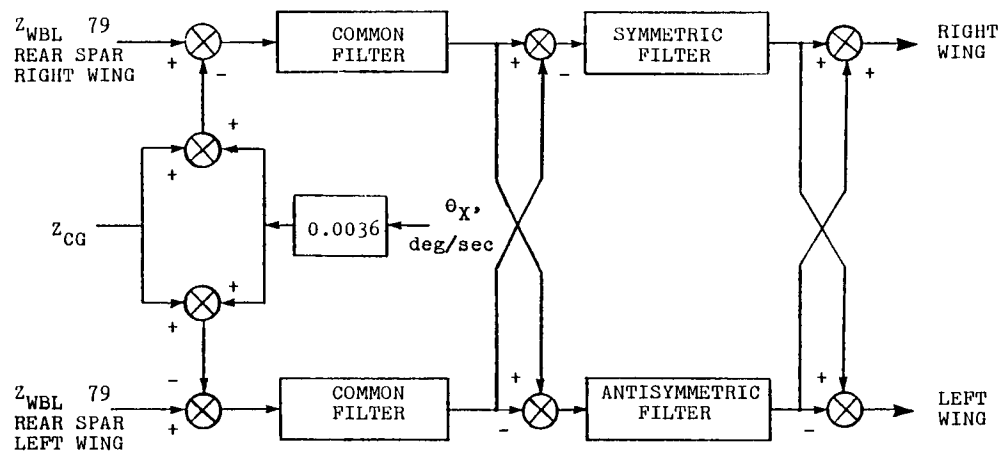 Z_WBL 79
REAR SPAR
RIGHT WING
+
-
COMMON
FILTER
+
-
SYMMETRIC
FILTER
+
+
RIGHT
WING
+
+
Z_CG
0.0036
θ_X,
deg/sec
+
+
Z_WBL 79
REAR SPAR
LEFT WING
-
+
COMMON
FILTER
+
-
ANTISYMMETRIC
FILTER
+
-
LEFT
WING